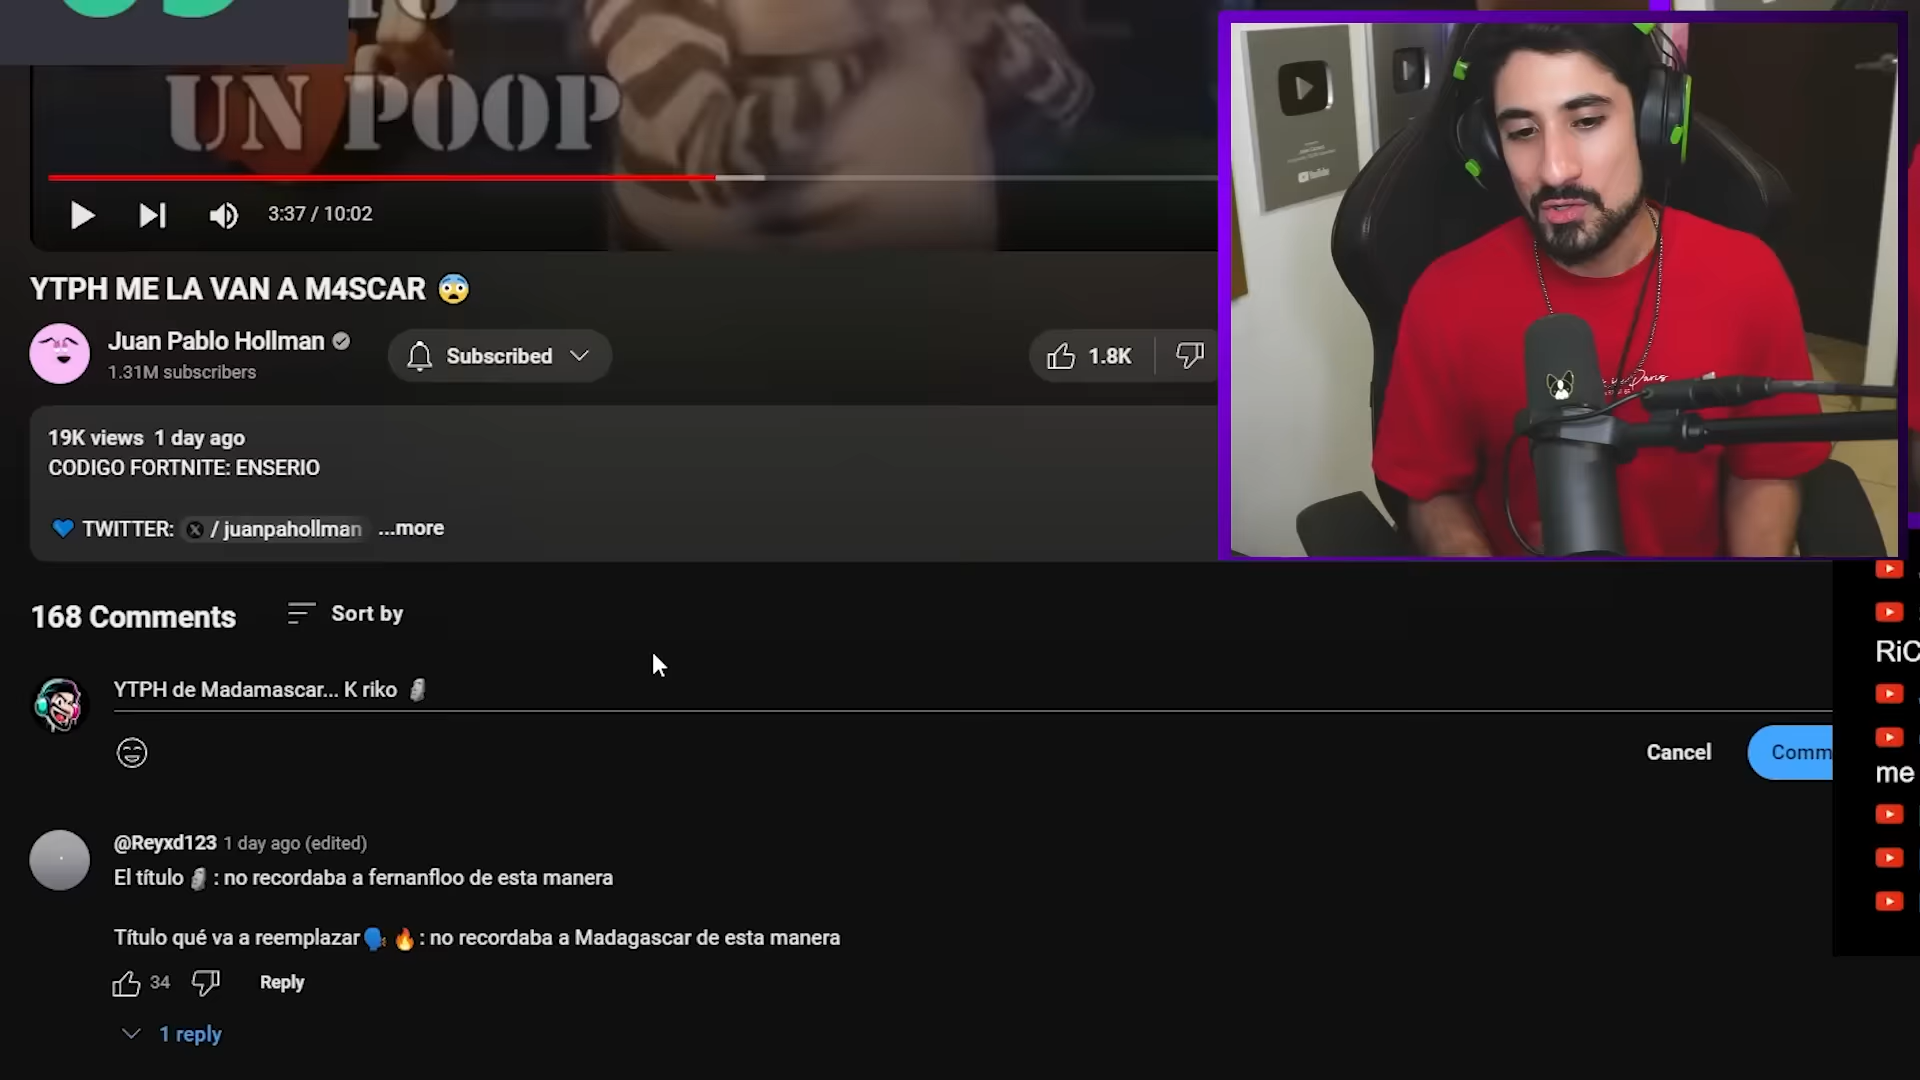 UN POOP
3:37 / 10:02
YTPH ME LA VAN A M4SCAR 😨
Juan Pablo Hollman
1.31M subscribers
Subscribed
1.8K
19K views 1 day ago
CODIGO FORTNITE: ENSERIO
💙 TWITTER: / juanpahollman ...more
168 Comments
Sort by
YTPH de Madamascar... K riko 🗿
Cancel
Comm
@Reyxd123 1 day ago (edited)
El título 🗿 : no recordaba a fernanfloo de esta manera
Título qué va a reemplazar 🗣️ 🔥 : no recordaba a Madagascar de esta manera
34
Reply
1 reply
YouTube
RiC
me